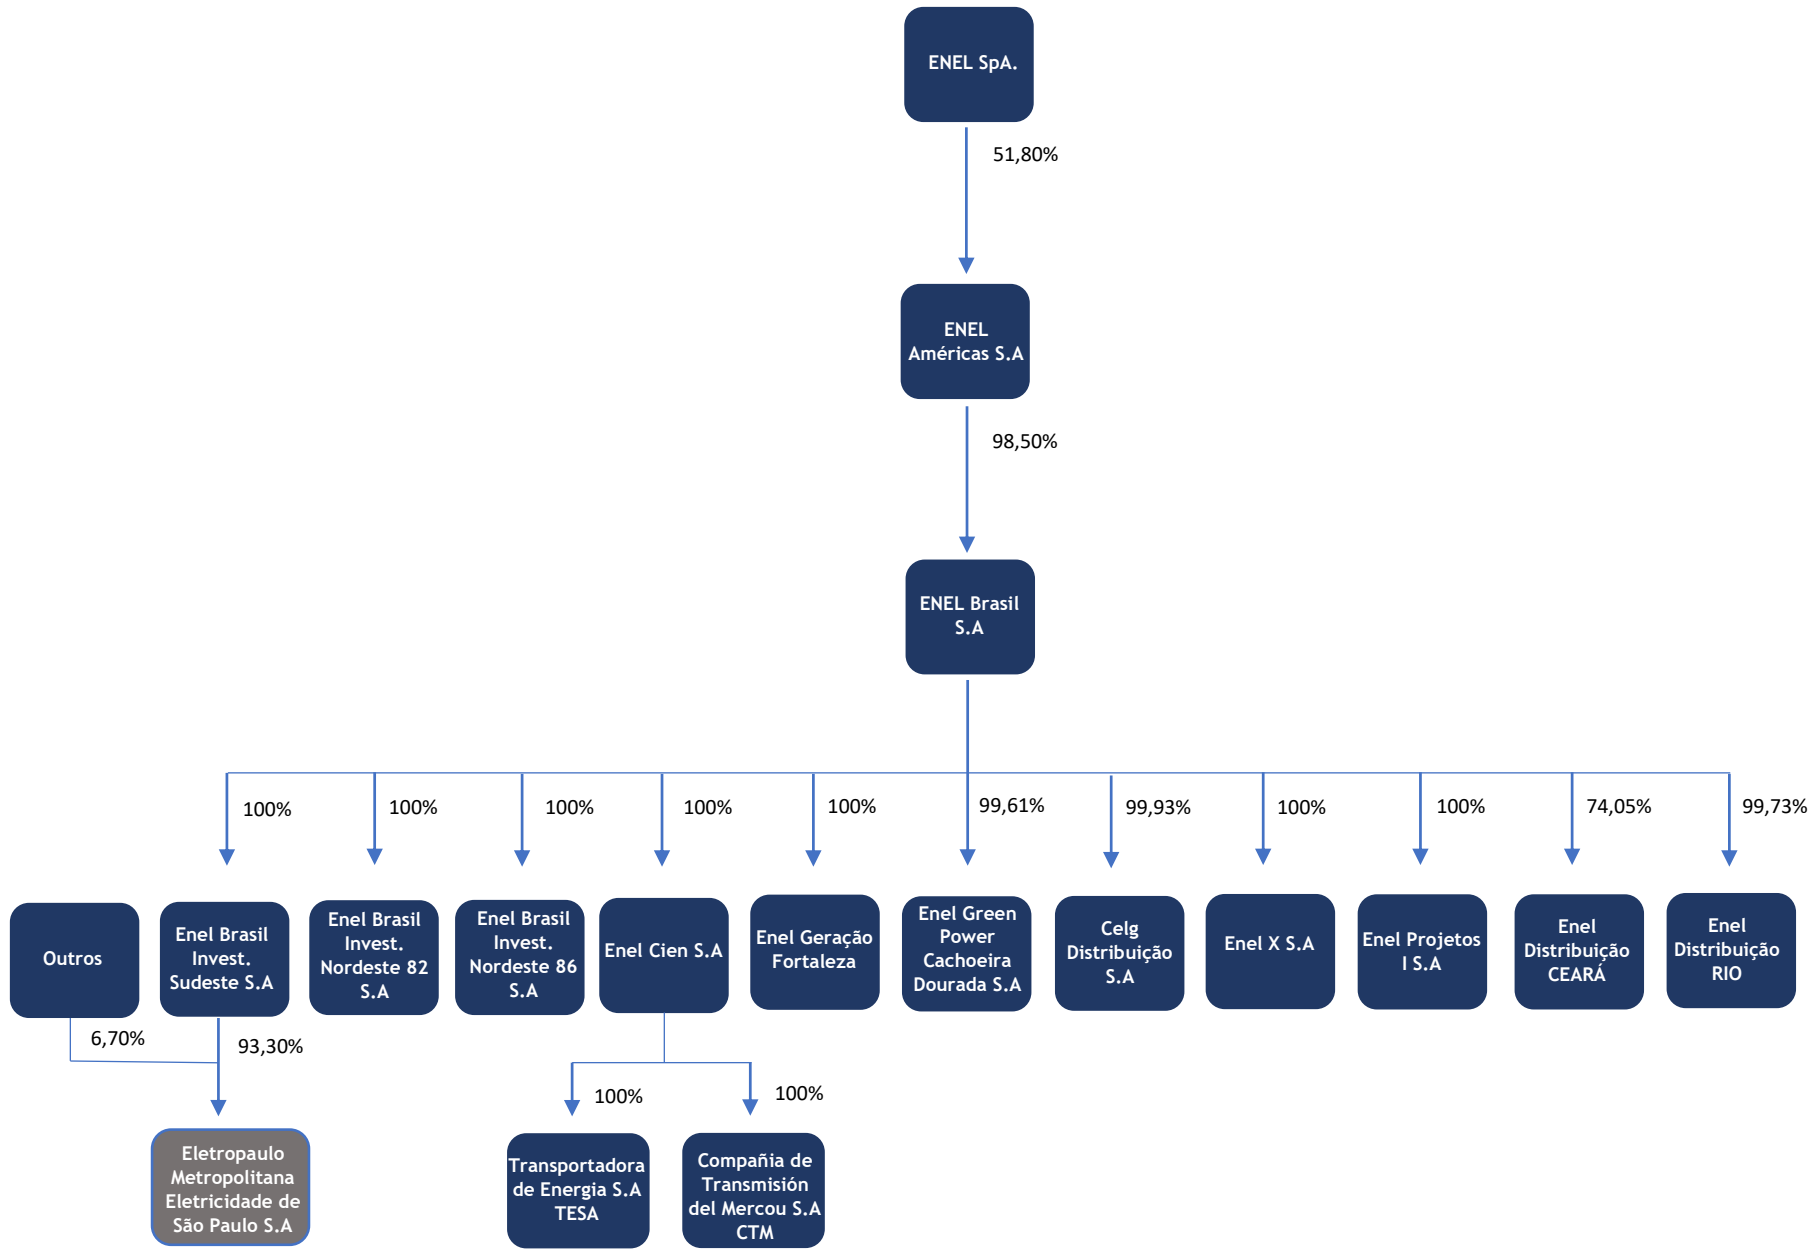 ENEL SpA.
51,80%
ENEL
Américas S.A
98,50%
ENEL Brasil
S.A
100%
100%
100%
100%
100%
99,61%
99,93%
100%
100%
74,05%
99,73%
Outros
Enel Brasil
Invest.
Sudeste S.A
Enel Brasil
Invest.
Nordeste 82
S.A
Enel Brasil
Invest.
Nordeste 86
S.A
Enel Cien S.A
Enel Geração
Fortaleza
Enel Green
Power
Cachoeira
Dourada S.A
Celg
Distribuição
S.A
Enel X S.A
Enel Projetos
I S.A
Enel
Distribuição
CEARÁ
Enel
Distribuição
RIO
6,70%
93,30%
100%
100%
Eletropaulo
Metropolitana
Eletricidade de
São Paulo S.A
Transportadora
de Energia S.A
TESA
Compañia de
Transmisión
del Mercou S.A
CTM